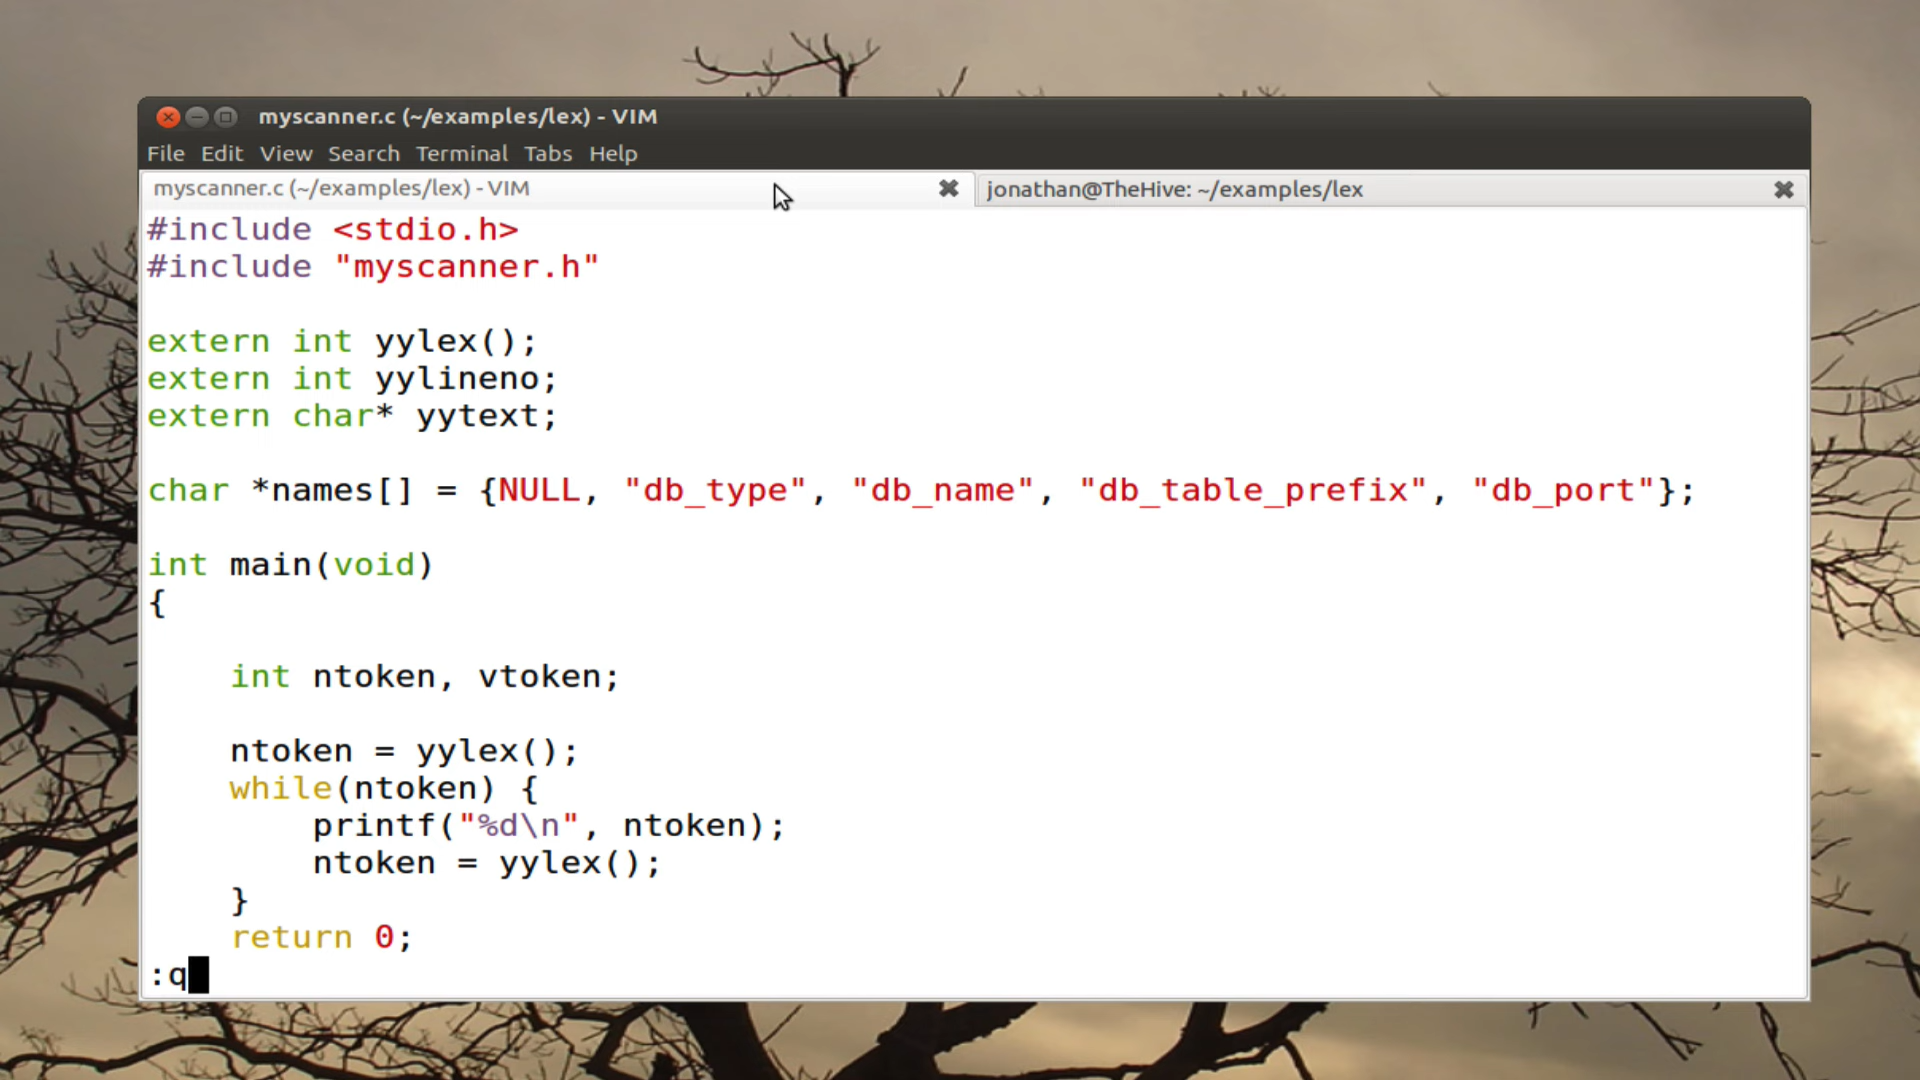 myscanner.c (~/examples/lex) - VIM
File Edit View Search Terminal Tabs Help
myscanner.c (~/examples/lex) - VIM
jonathan@TheHive: ~/examples/lex
#include <stdio.h>
#include "myscanner.h"
extern int yylex();
extern int yylineno;
extern char* yytext;
char *names[] = {NULL, "db_type", "db_name", "db_table_prefix", "db_port"};
int main(void)
{
int ntoken, vtoken;
ntoken = yylex();
while(ntoken) {
printf("%d\n", ntoken);
ntoken = yylex();
}
return 0;
:q